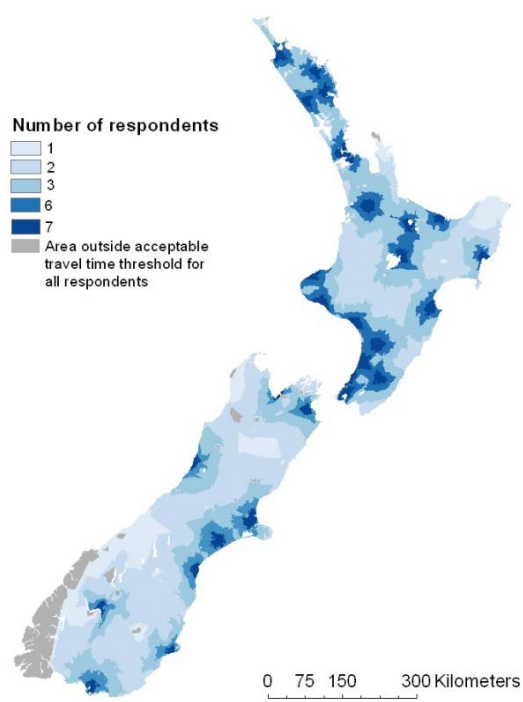 Number of respondents
1
2
3
6
7
Area outside acceptable
travel time threshold for
all respondents
0 75 150 300 Kilometers